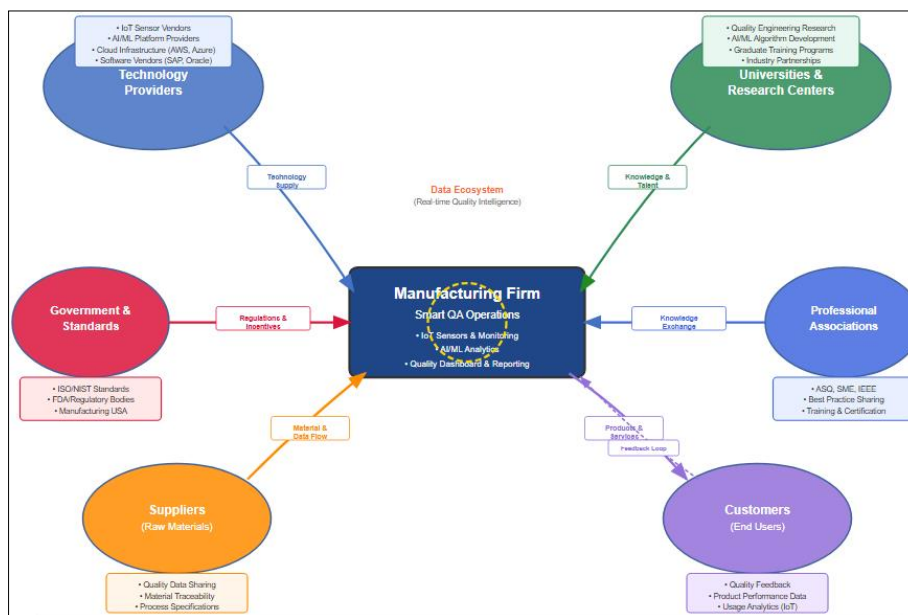 • IoT Sensor Vendors
• AI/ML Platform Providers
• Cloud Infrastructure (AWS, Azure)
• Software Vendors (SAP, Oracle)
Technology
Providers
• Quality Engineering Research
• AI/ML Algorithm Development
• Graduate Training Programs
• Industry Partnerships
Universities &
Research Centers
Technology
Supply
Knowledge &
Talent
Data Ecosystem
(Real-time Quality Intelligence)
Manufacturing Firm
Smart QA Operations
• IoT Sensors & Monitoring
• AI/ML Analytics
• Quality Dashboard & Reporting
Government &
Standards
Regulations &
Incentives
• ISO/NIST Standards
• FDA/Regulatory Bodies
• Manufacturing USA
Professional
Associations
Knowledge
Exchange
• ASQ, SME, IEEE
• Best Practice Sharing
• Training & Certification
Material &
Data Flow
Products &
Services
Feedback Loop
Suppliers
(Raw Materials)
• Quality Data Sharing
• Material Traceability
• Process Specifications
Customers
(End Users)
• Quality Feedback
• Product Performance Data
• Usage Analytics (IoT)